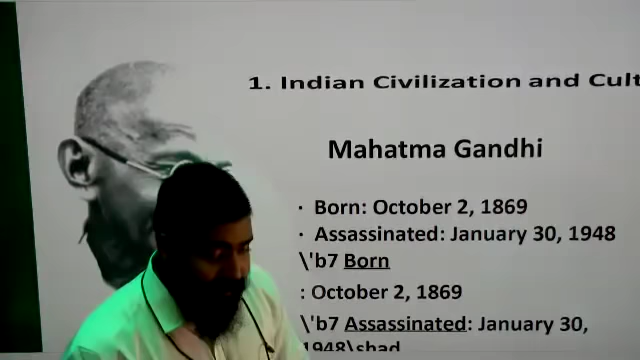 1. Indian Civilization and Cult
Mahatma Gandhi
· Born: October 2, 1869
· Assassinated: January 30, 1948
\'b7 Born
: October 2, 1869
\'b7 Assassinated: January 30,
1948\shad